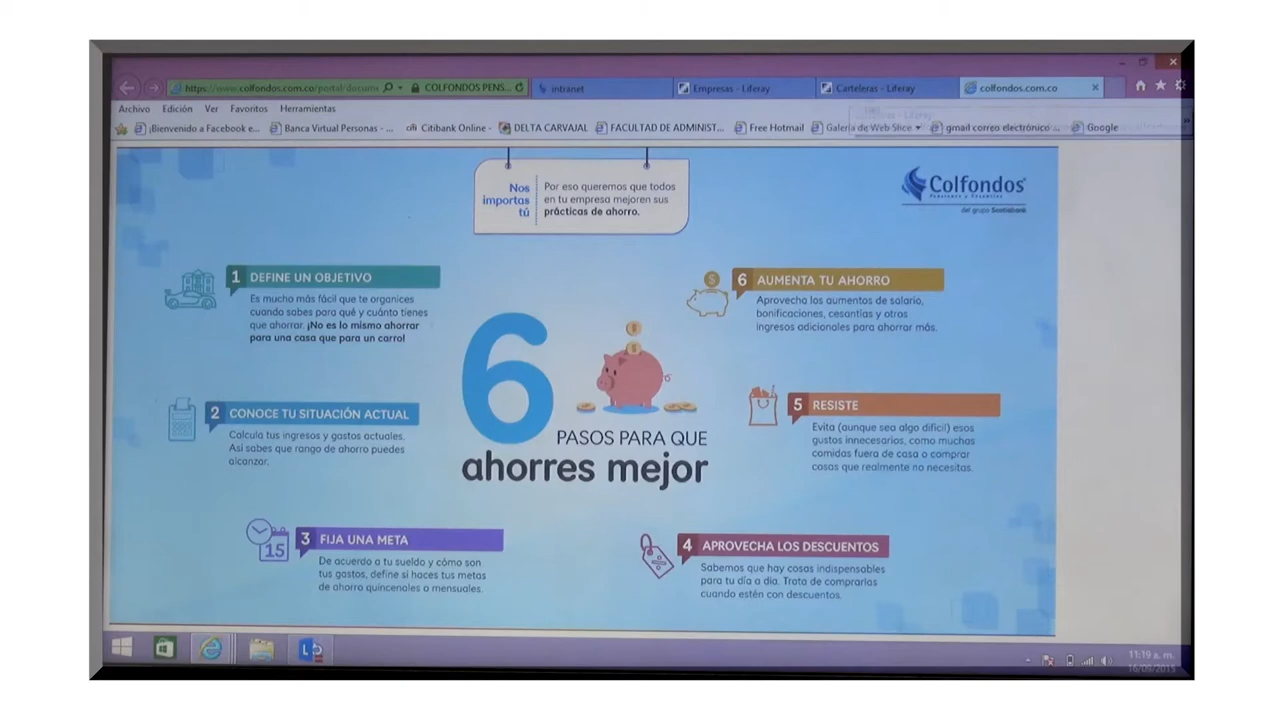 https://www.colfondos.com.co/portal/docume
COLFONDOS PENS...
intranet
Empresas - Liferay
Carteleras - Liferay
colfondos.com.co
Archivo Edición Ver Favoritos Herramientas
¡Bienvenido a Facebook e...
Banca Virtual Personas - ...
citi Citibank Online -
DELTA CARVAJAL
FACULTAD DE ADMINIST...
Free Hotmail
Galería de Web Slice
gmail correo electrónico ...
Google
Nos
importas
tú
Por eso queremos que todos
en tu empresa mejoren sus
prácticas de ahorro.
Colfondos
Pensiones y Cesantías
del grupo Scotiabank
1 DEFINE UN OBJETIVO
Es mucho más fácil que te organices
cuando sabes para qué y cuánto tienes
que ahorrar. ¡No es lo mismo ahorrar
para una casa que para un carro!
2 CONOCE TU SITUACIÓN ACTUAL
Calcula tus ingresos y gastos actuales.
Así sabes que rango de ahorro puedes
alcanzar.
15
3 FIJA UNA META
De acuerdo a tu sueldo y cómo son
tus gastos, define si haces tus metas
de ahorro quincenales o mensuales.
6
PASOS PARA QUE
ahorres mejor
6 AUMENTA TU AHORRO
Aprovecha los aumentos de salario,
bonificaciones, cesantías y otros
ingresos adicionales para ahorrar más.
5 RESISTE
Evita (aunque sea algo difícil) esos
gustos innecesarios, como muchas
comidas fuera de casa o comprar
cosas que realmente no necesitas.
4 APROVECHA LOS DESCUENTOS
Sabemos que hay cosas indispensables
para tu día a día. Trata de comprarlas
cuando estén con descuentos.
11:19 a. m.
16/09/2015